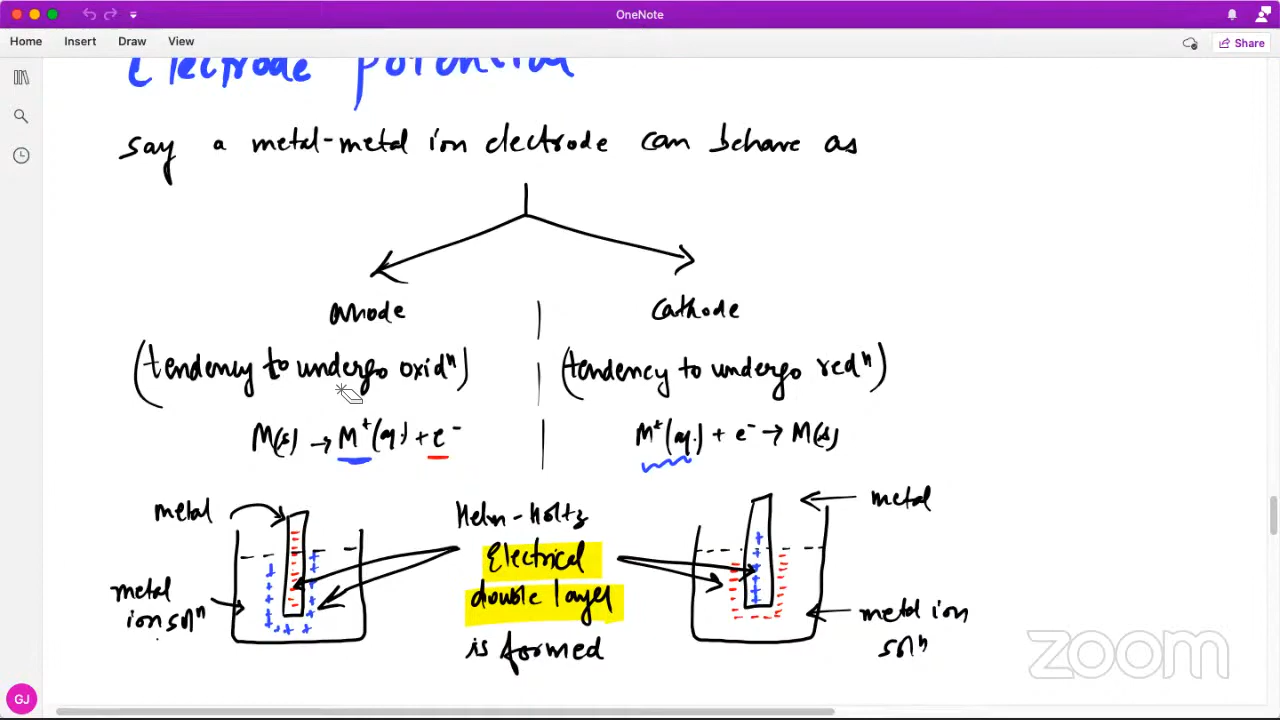 OneNote
Home Insert Draw View
Share
Electrode potential
say a metal-metal ion electrode can behave as
anode
cathode
(tendency to undergo oxidⁿ)
(tendency to undergo redⁿ)
M(s) → M⁺(aq.) + e⁻
M⁺(aq.) + e⁻ → M(s)
metal
Helm-Holtz
Electrical
double layer
is formed
metal
metal
ion solⁿ
metal ion
solⁿ
GJ
zoom